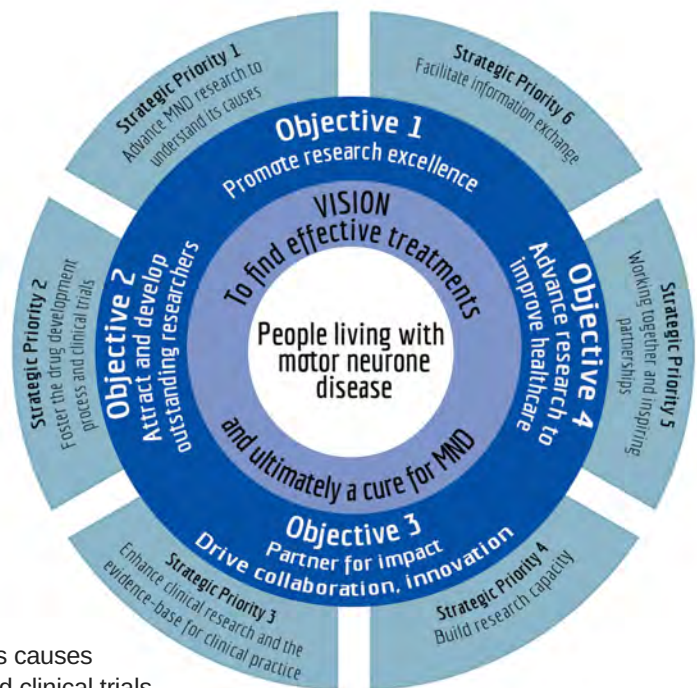 Strategic Priority 1
Advance MND research to
understand its causes
Strategic Priority 6
Facilitate information exchange
Objective 1
Promote research excellence
VISION
To find effective treatments
Strategic Priority 2
Foster the drug development
process and clinical trials
Objective 2
Attract and develop
outstanding researchers
People living with
motor neurone
disease
Objective 4
Advance research to
improve healthcare
Strategic Priority 5
Working together and inspiring
partnerships
and ultimately a cure for MND
Objective 3
Partner for impact
Drive collaboration, innovation
Strategic Priority 3
Enhance clinical research and the
evidence-base for clinical practice
Strategic Priority 4
Build research capacity
s causes
d clinical trials